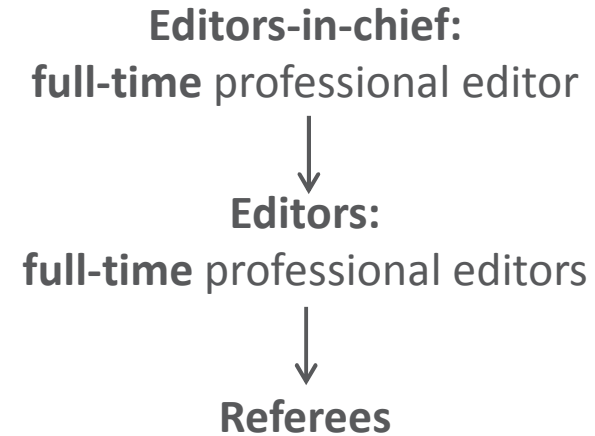 Editors-in-chief:
full-time professional editor
Editors:
full-time professional editors
Referees